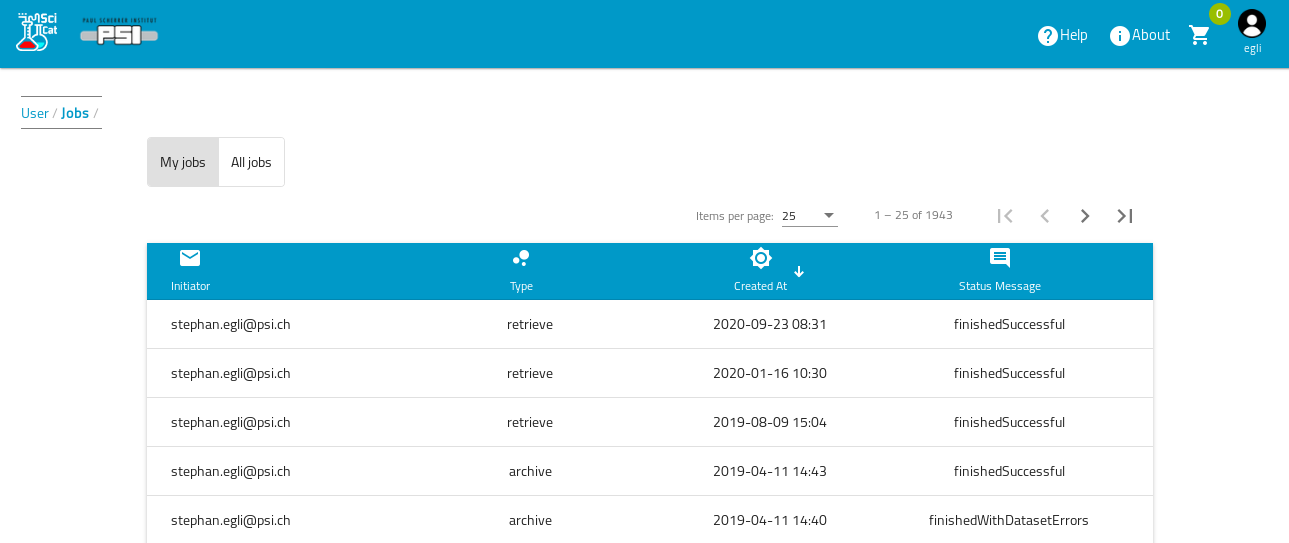 Sci
Cat
PAUL SCHERRER INSTITUT
PSI
Help
About
0
egli
User / Jobs /
My jobs
All jobs
Items per page: 25
1 – 25 of 1943
Initiator Type Created At Status Message
stephan.egli@psi.ch retrieve 2020-09-23 08:31 finishedSuccessful
stephan.egli@psi.ch retrieve 2020-01-16 10:30 finishedSuccessful
stephan.egli@psi.ch retrieve 2019-08-09 15:04 finishedSuccessful
stephan.egli@psi.ch archive 2019-04-11 14:43 finishedSuccessful
stephan.egli@psi.ch archive 2019-04-11 14:40 finishedWithDatasetErrors